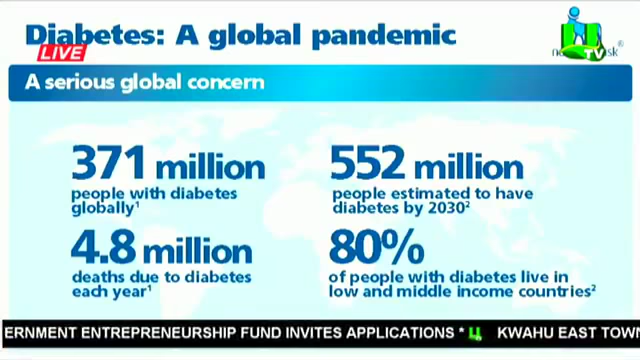 Diabetes: A global pandemic
LIVE
TV
A serious global concern
371 million
people with diabetes
globally¹
552 million
people estimated to have
diabetes by 2030²
4.8 million
deaths due to diabetes
each year¹
80%
of people with diabetes live in
low and middle income countries²
ERNMENT ENTREPRENEURSHIP FUND INVITES APPLICATIONS * KWAHU EAST TOWN